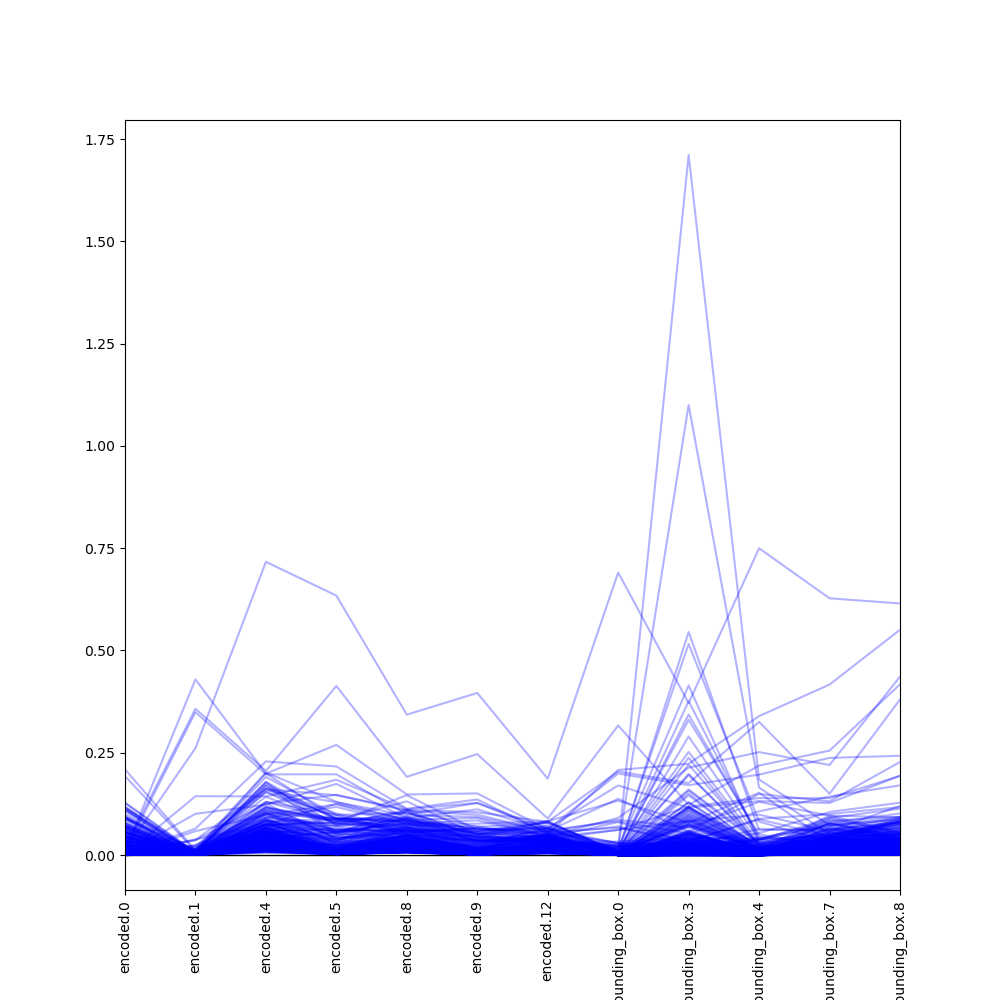 1.75
1.50
1.25
1.00
0.75
0.50
0.25
0.00
encoded.0
encoded.1
encoded.4
encoded.5
encoded.8
encoded.9
encoded.12
ounding_box.0
ounding_box.3
ounding_box.4
ounding_box.7
ounding_box.8